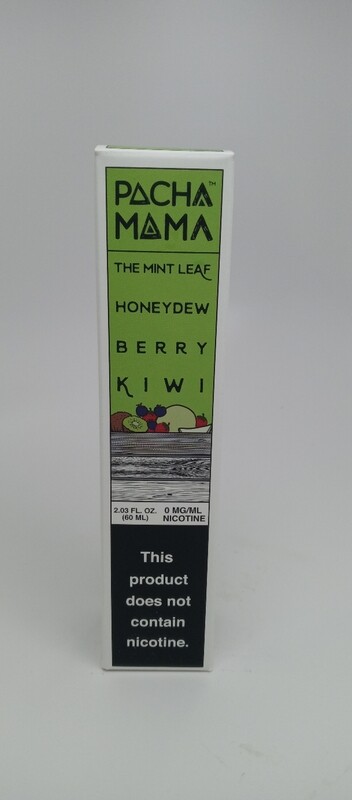 PACHA™
MAMA
THE MINT LEAF
HONEYDEW
BERRY
KIWI
2.03 FL. OZ. 0 MG/ML
(60 ML) NICOTINE
This
product
does not
contain
nicotine.